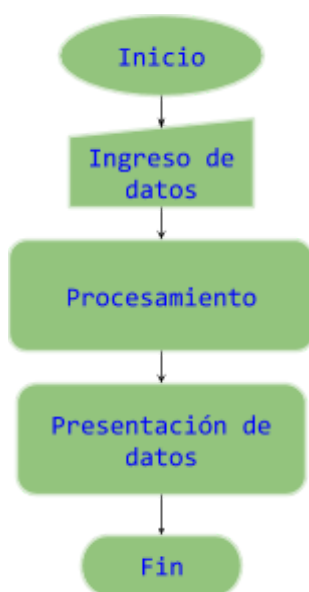 Inicio
Ingreso de
datos
Procesamiento
Presentación de
datos
Fin